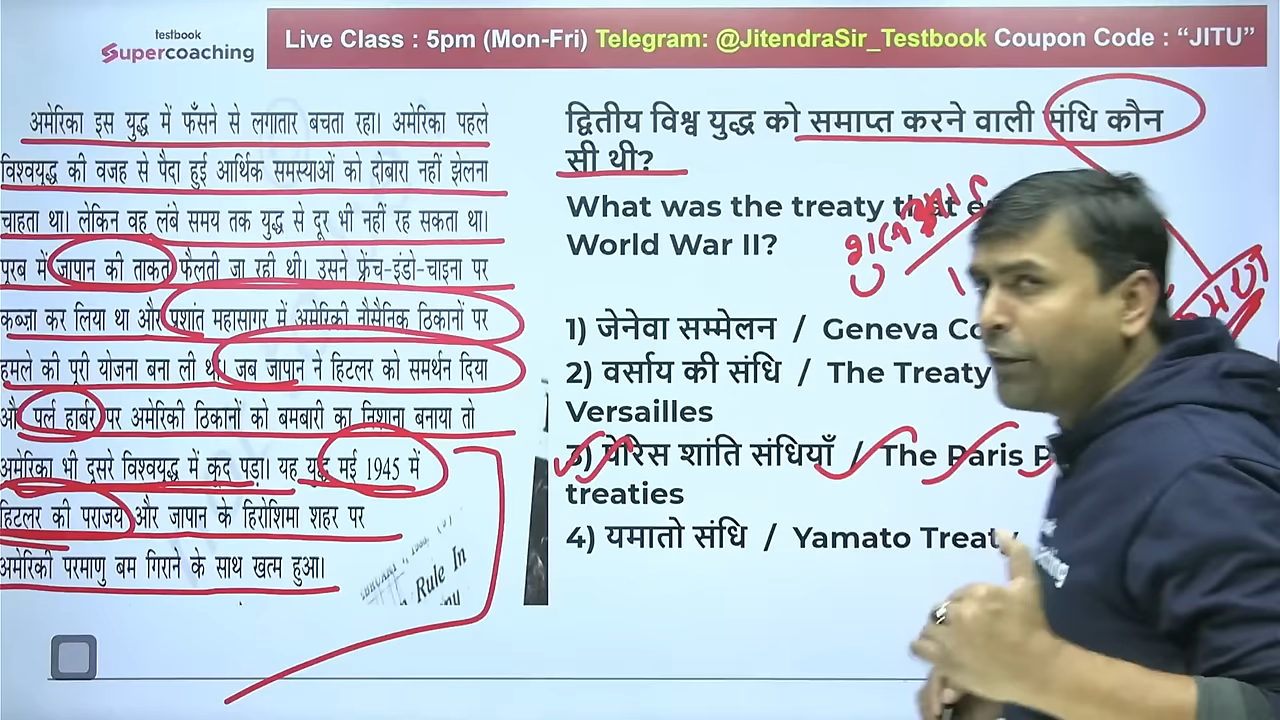 testbook
Supercoaching
Live Class : 5pm (Mon-Fri) Telegram: @JitendraSir_Testbook Coupon Code : “JITU”
अमेरिका इस युद्ध में फँसने से लगातार बचता रहा। अमेरिका पहले
विश्वयुद्ध की वजह से पैदा हुई आर्थिक समस्याओं को दोबारा नहीं झेलना
चाहता था। लेकिन वह लंबे समय तक युद्ध से दूर भी नहीं रह सकता था।
पूरब में जापान की ताकत फैलती जा रही थी। उसने फ़्रेंच-इंडो-चाइना पर
कब्ज़ा कर लिया था और प्रशांत महासागर में अमेरिकी नौसैनिक ठिकानों पर
हमले की पूरी योजना बना ली थी। जब जापान ने हिटलर को समर्थन दिया
और पर्ल हार्बर पर अमेरिकी ठिकानों को बमबारी का निशाना बनाया तो
अमेरिका भी दूसरे विश्वयुद्ध में कूद पड़ा। यह युद्ध मई 1945 में
हिटलर की पराजय और जापान के हिरोशिमा शहर पर
अमेरिकी परमाणु बम गिराने के साथ खत्म हुआ।
Rule In
द्वितीय विश्व युद्ध को समाप्त करने वाली संधि कौन
सी थी?
What was the treaty that
World War II?
1) जेनेवा सम्मेलन / Geneva
2) वर्साय की संधि / The Treaty
Versailles
3) पेरिस शांति संधियाँ / The Paris
treaties
4) यमातो संधि / Yamato Treaty